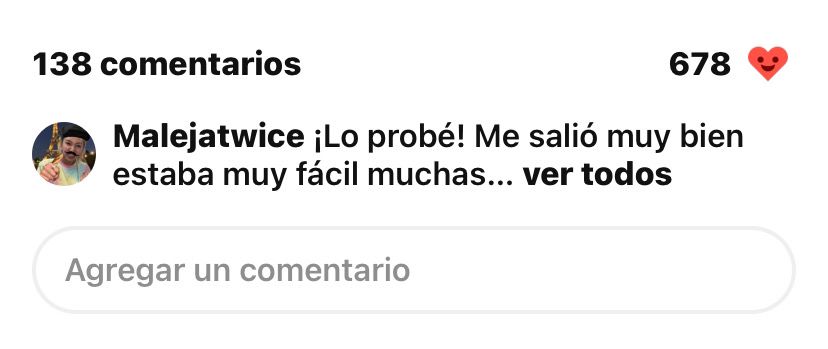 138 comentarios
678
Malejatwice ¡Lo probé! Me salió muy bien
estaba muy fácil muchas... ver todos
Agregar un comentario